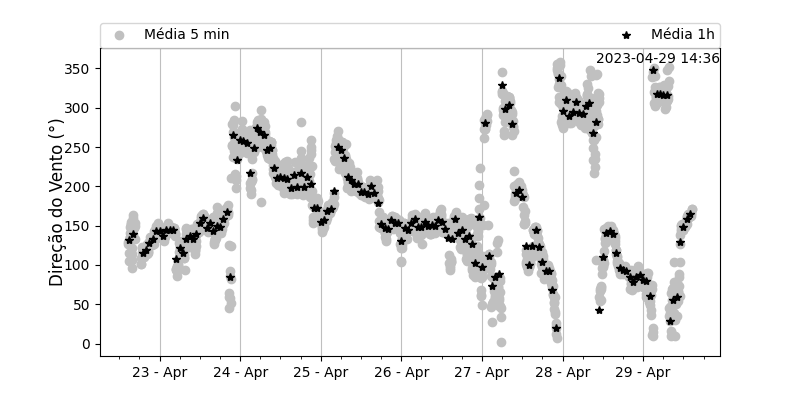 Média 5 min
Média 1h
2023-04-29 14:36
Direção do Vento (°)
350
300
250
200
150
100
50
0
23 - Apr
24 - Apr
25 - Apr
26 - Apr
27 - Apr
28 - Apr
29 - Apr